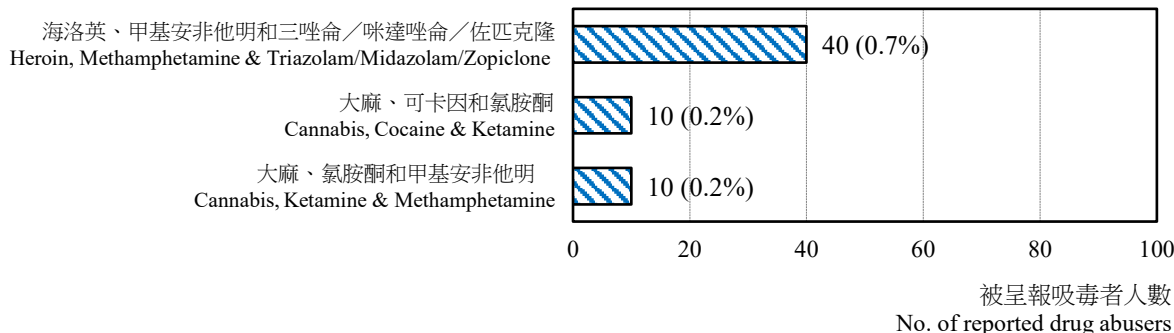 海洛英、甲基安非他明和三唑侖／咪達唑侖／佐匹克隆
Heroin, Methamphetamine & Triazolam/Midazolam/Zopiclone
40 (0.7%)
大麻、可卡因和氯胺酮
Cannabis, Cocaine & Ketamine
10 (0.2%)
大麻、氯胺酮和甲基安非他明
Cannabis, Ketamine & Methamphetamine
10 (0.2%)
0 20 40 60 80 100
被呈報吸毒者人數
No. of reported drug abusers